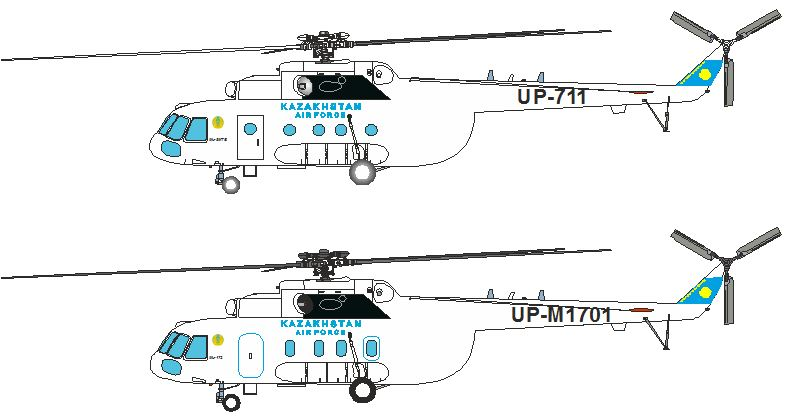 UP-711
KAZAKHSTAN
AIR FORCE
UP-M1701
KAZAKHSTAN
AIR FORCE